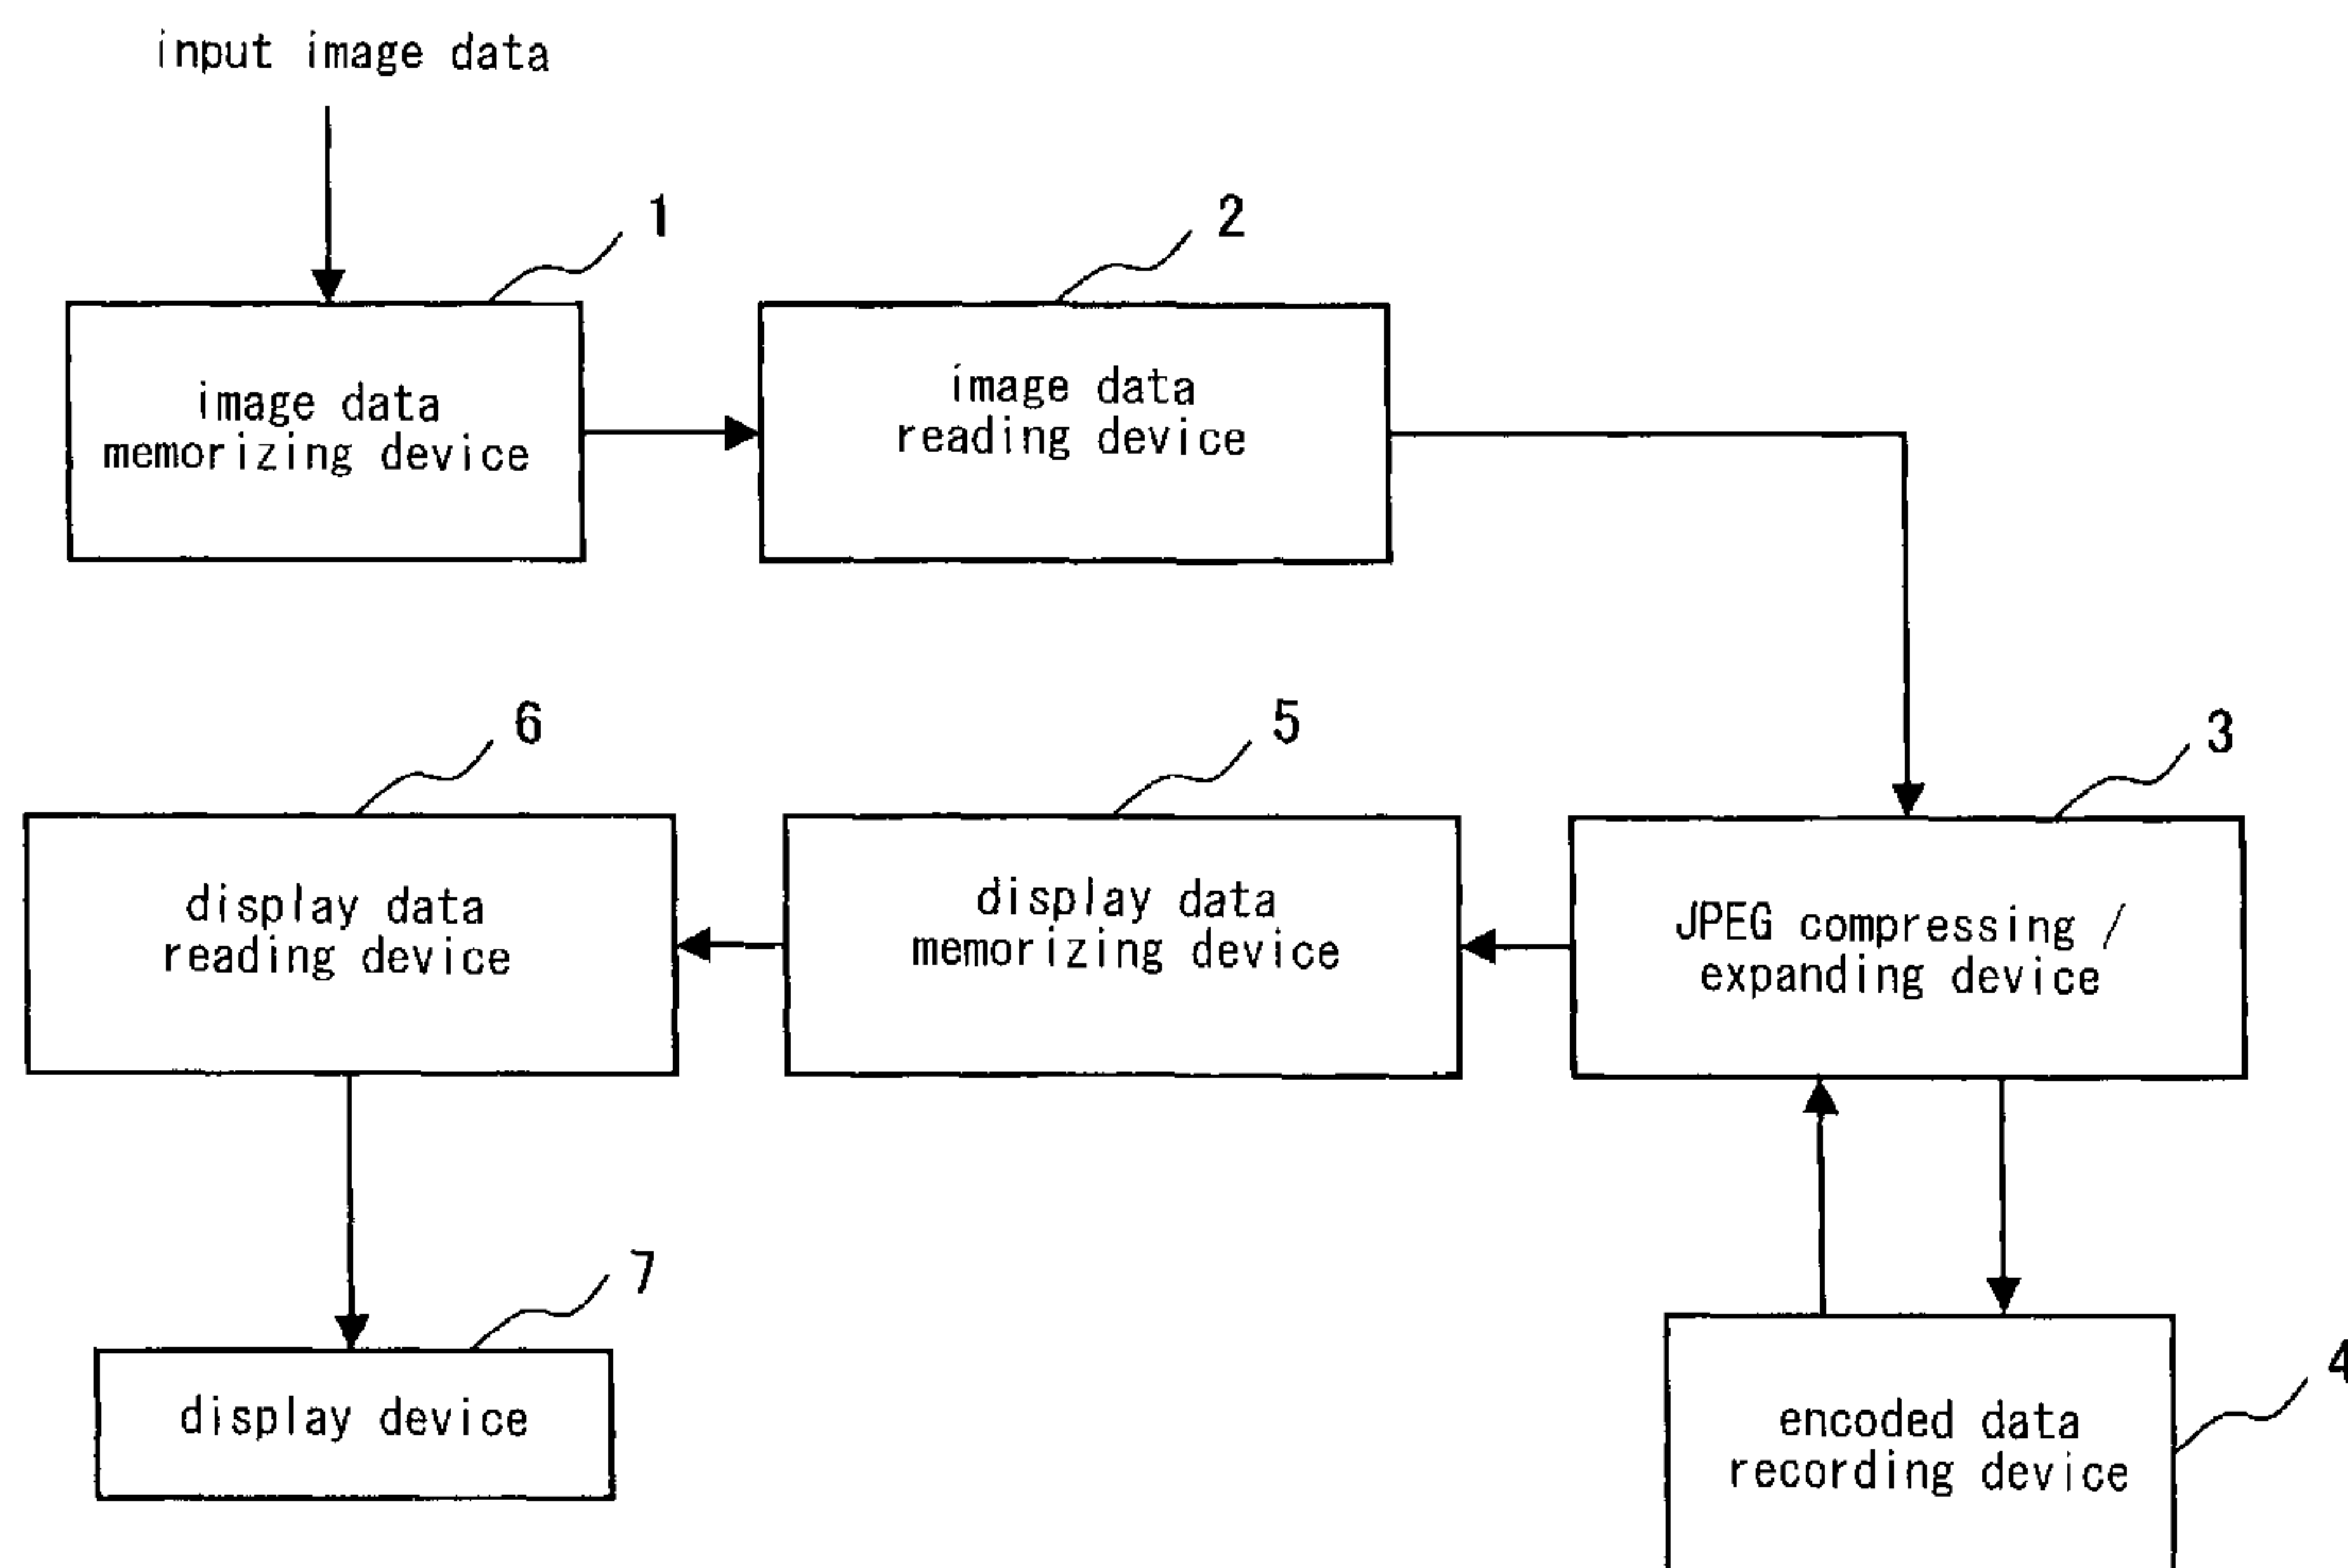 input image data
1
2
image data
memorizing device
image data
reading device
6
5
3
display data
reading device
display data
memorizing device
JPEG compressing /
expanding device
7
4
display device
encoded data
recording device